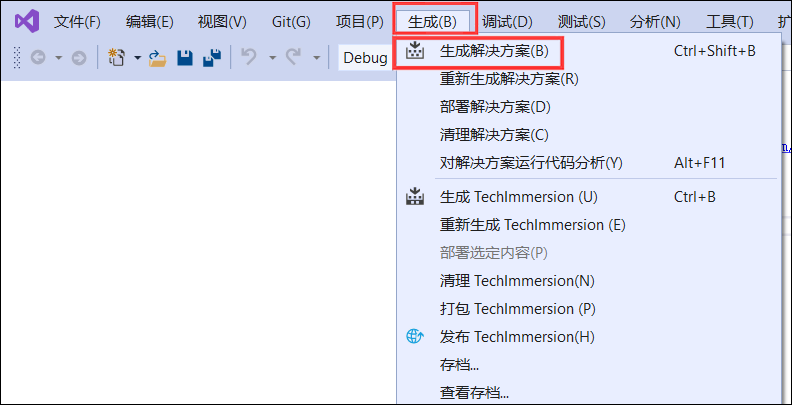 文件(F) 编辑(E) 视图(V) Git(G) 项目(P) 生成(B) 调试(D) 测试(S) 分析(N) 工具(T) 扩
Debug
生成解决方案(B) Ctrl+Shift+B
重新生成解决方案(R)
部署解决方案(D)
清理解决方案(C)
对解决方案运行代码分析(Y) Alt+F11
生成 TechImmersion (U) Ctrl+B
重新生成 TechImmersion (E)
部署选定内容(P)
清理 TechImmersion(N)
打包 TechImmersion (P)
发布 TechImmersion(H)
存档...
查看存档...